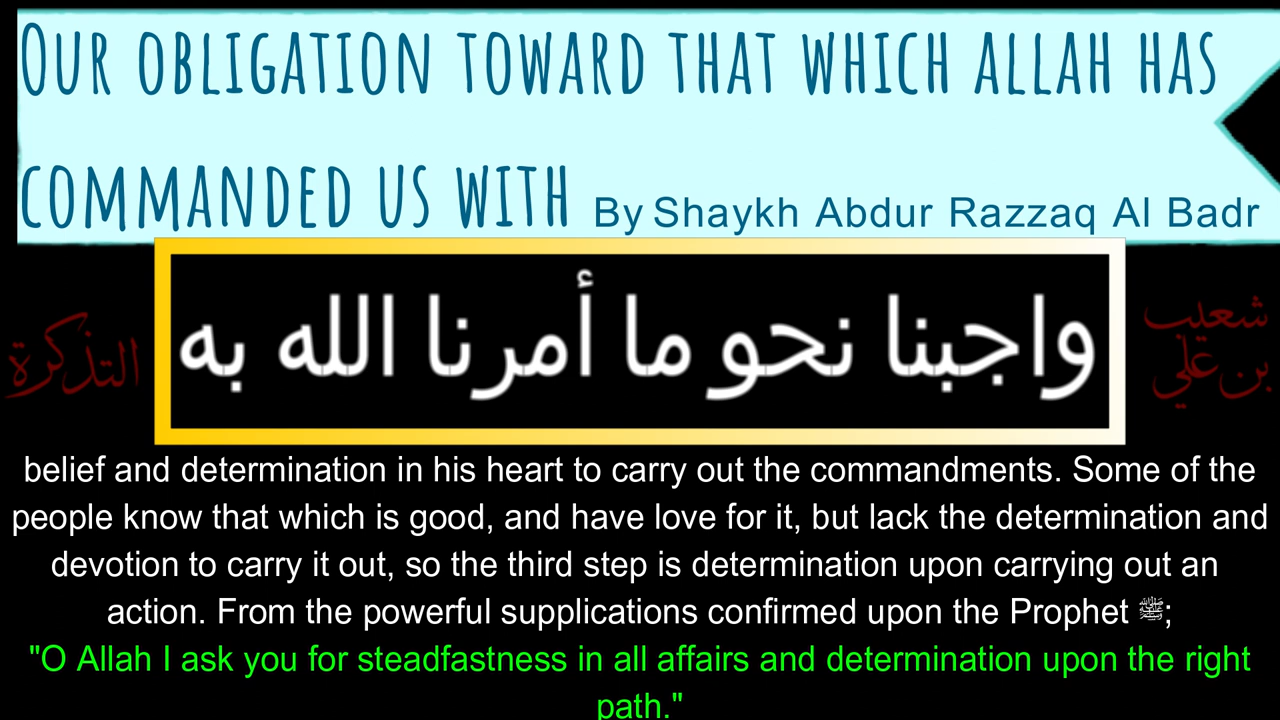 Our obligation toward that which Allah has
commanded us with By Shaykh Abdur Razzaq Al Badr
واجبنا نحو ما أمرنا الله به
شعيب
بن علي
التذكرة
belief and determination in his heart to carry out the commandments. Some of the
people know that which is good, and have love for it, but lack the determination and
devotion to carry it out, so the third step is determination upon carrying out an
action. From the powerful supplications confirmed upon the Prophet ﷺ;
"O Allah I ask you for steadfastness in all affairs and determination upon the right
path."